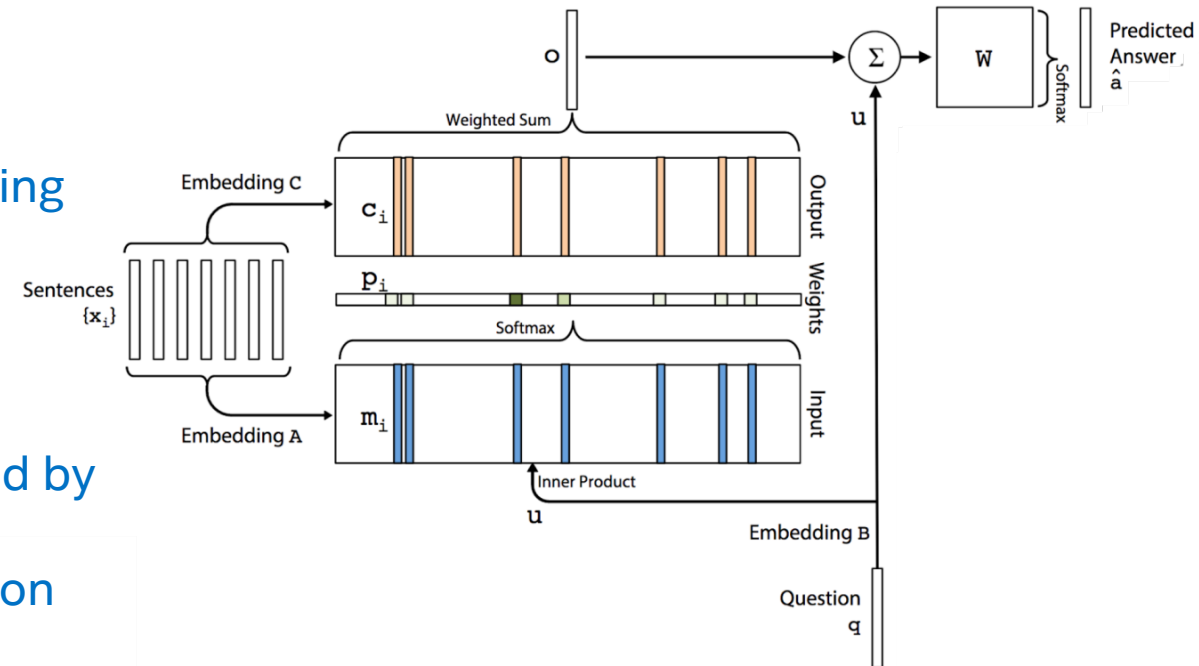 ing
d by
on
O
Σ
W
Softmax
Predicted
Answer
â
u
Weighted Sum
Embedding C
cᵢ
Output
Sentences
{xᵢ}
pᵢ
Weights
Softmax
mᵢ
Input
Embedding A
Inner Product
u
Embedding B
Question
q